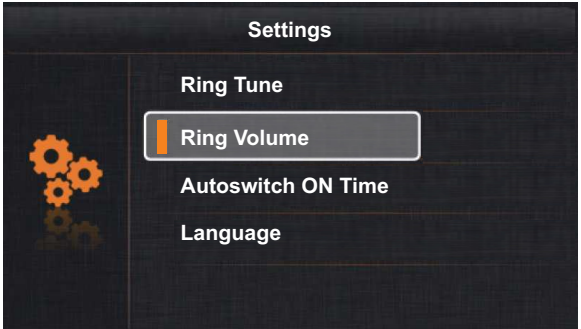 Settings
Ring Tune
Ring Volume
Autoswitch ON Time
Language